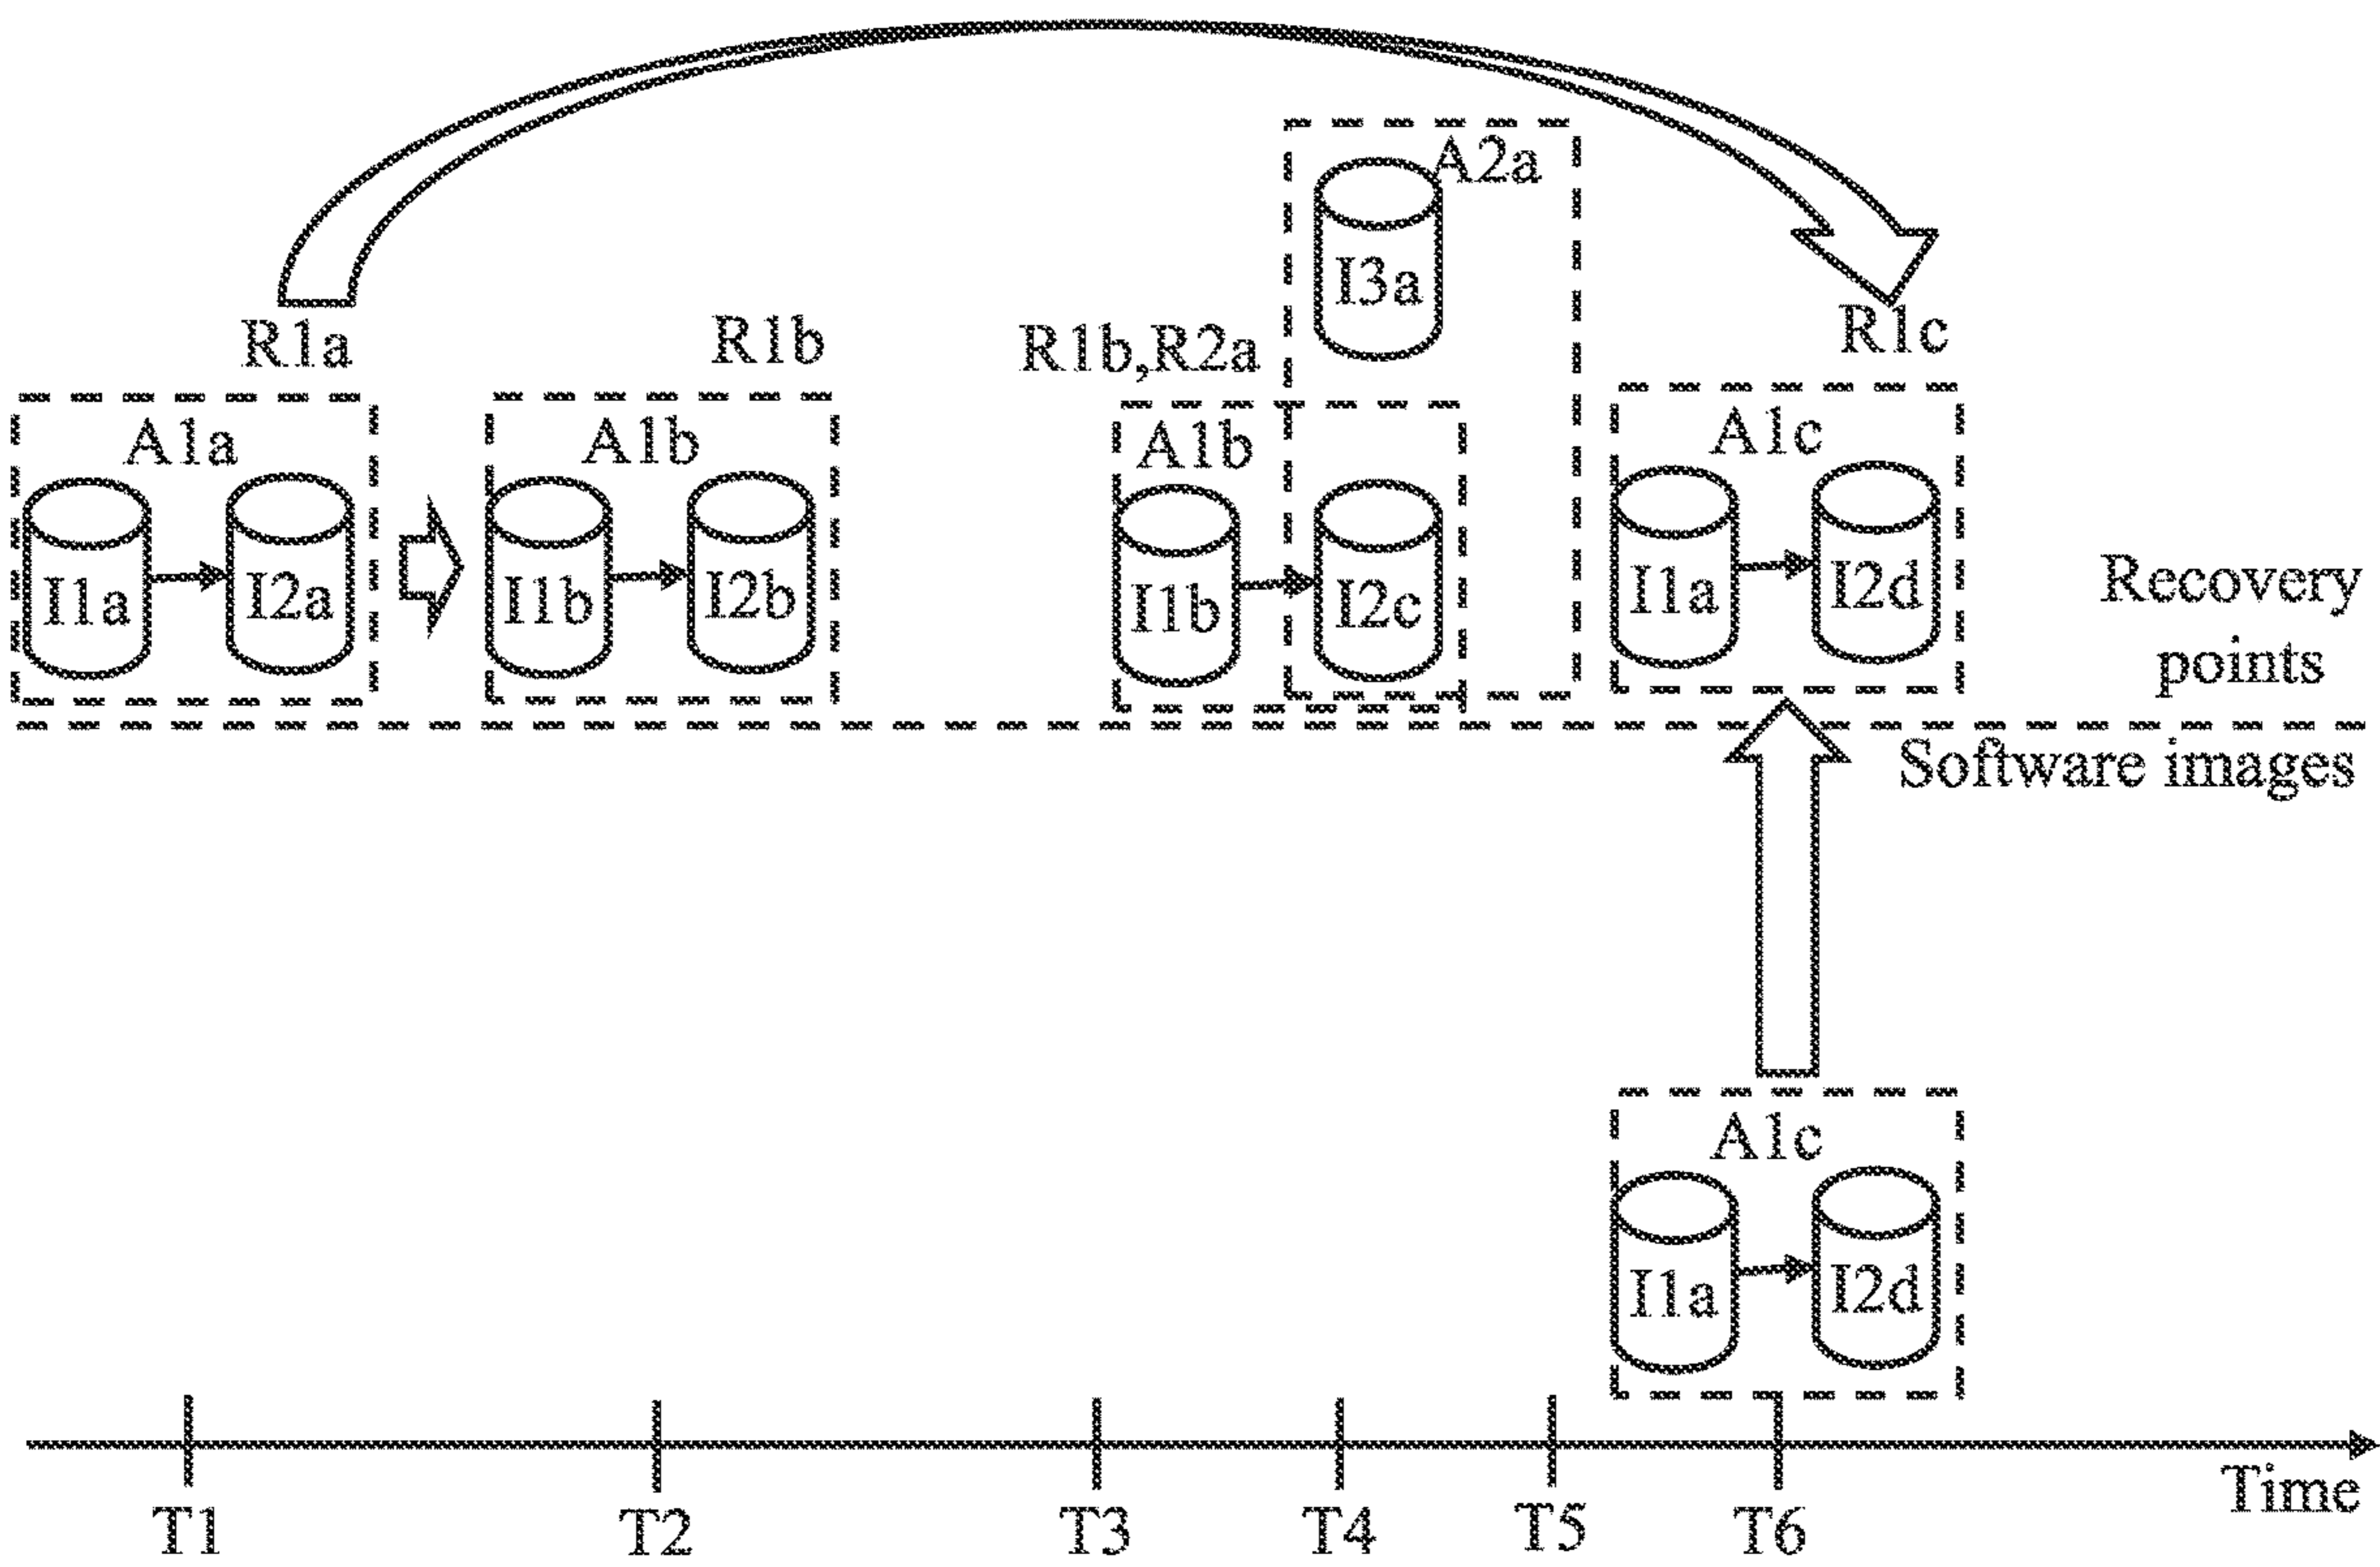 A2a
I3a
R1a
R1b
R1b,R2a
R1c
A1a
A1b
A1b
A1c
I1a
I2a
I1b
I2b
I1b
I2c
I1a
I2d
Recovery
points
Software images
A1c
I1a
I2d
Time
T1
T2
T3
T4
T5
T6